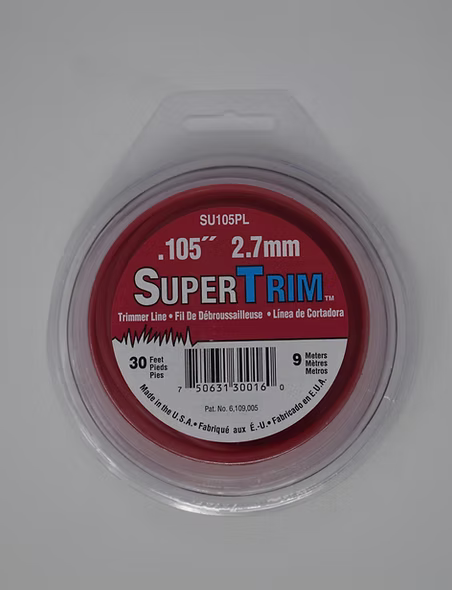 SU105PL
.105˝ 2.7mm
SUPERTRIM™
Trimmer Line • Fil De Débroussailleuse • Línea de Cortadora
30 Feet Pieds Pies
9 Meters Mètres Metros
7 50631 30016 0
Pat. No. 6,109,005
Made in the U.S.A. • Fabriqué aux É.-U. • Fabricado en E.U.A.